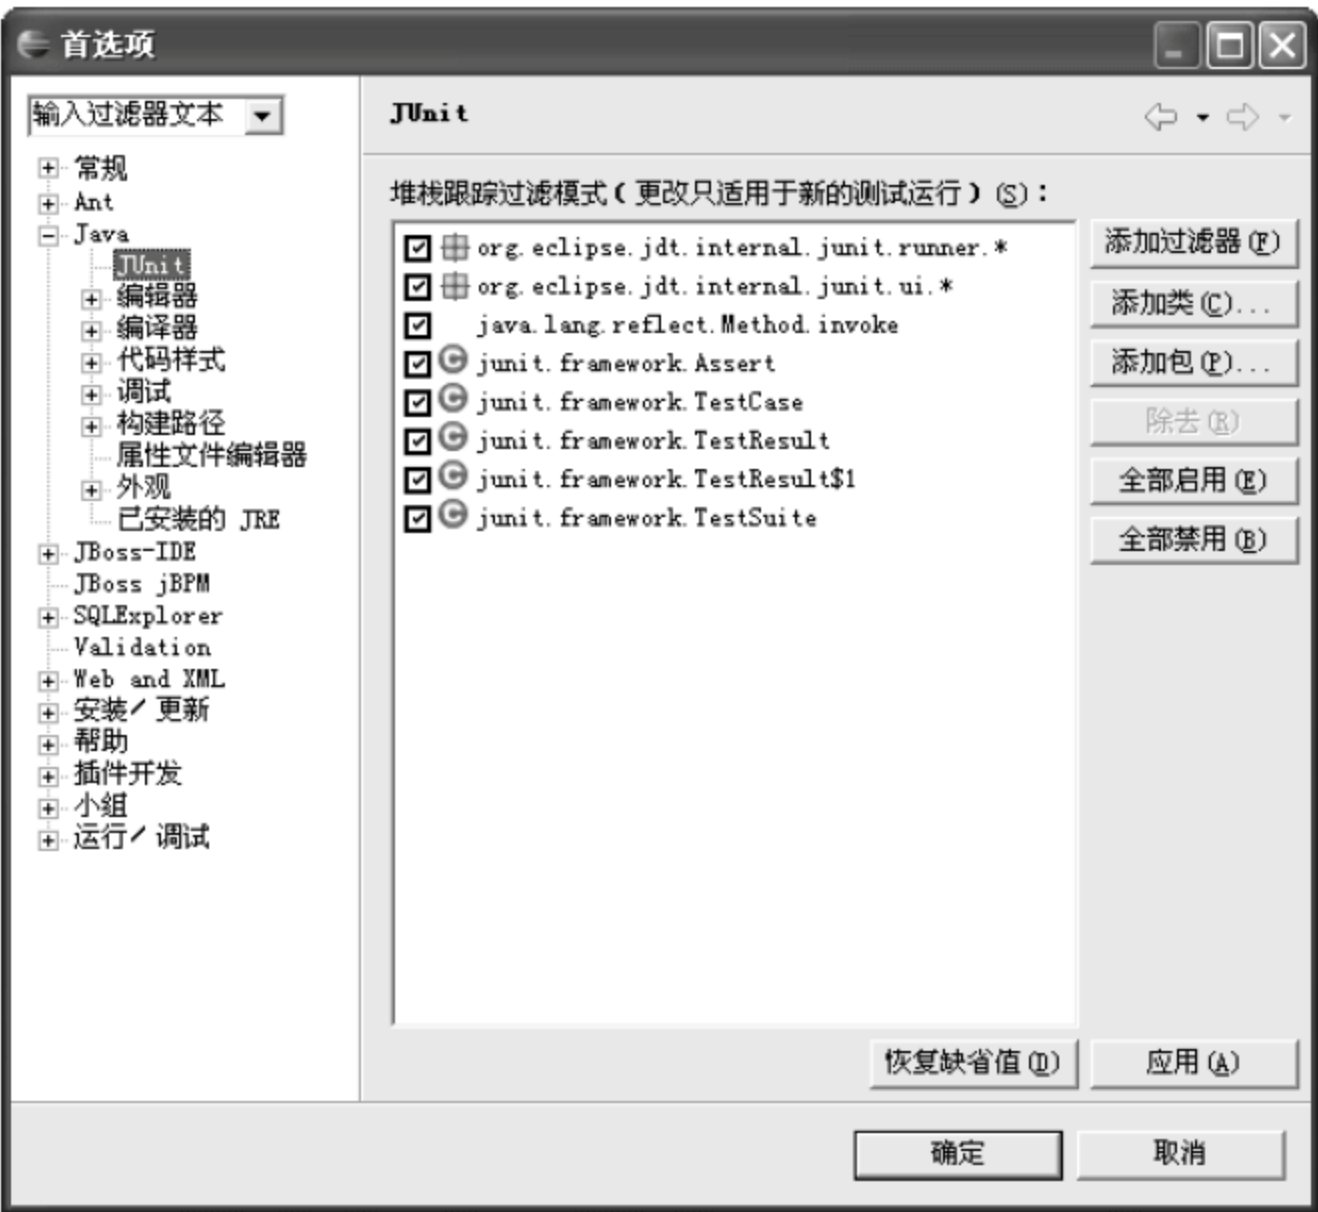 首选项
输入过滤器文本
常规
Ant
Java
JUnit
编辑器
编译器
代码样式
调试
构建路径
属性文件编辑器
外观
已安装的 JRE
JBoss-IDE
JBoss jBPM
SQLExplorer
Validation
Web and XML
安装/更新
帮助
插件开发
小组
运行/调试
JUnit
堆栈跟踪过滤模式(更改只适用于新的测试运行)(S):
org.eclipse.jdt.internal.junit.runner.*
org.eclipse.jdt.internal.junit.ui.*
java.lang.reflect.Method.invoke
junit.framework.Assert
junit.framework.TestCase
junit.framework.TestResult
junit.framework.TestResult$1
junit.framework.TestSuite
添加过滤器(F)
添加类(C)...
添加包(P)...
除去(R)
全部启用(E)
全部禁用(B)
恢复缺省值(D)
应用(A)
确定
取消